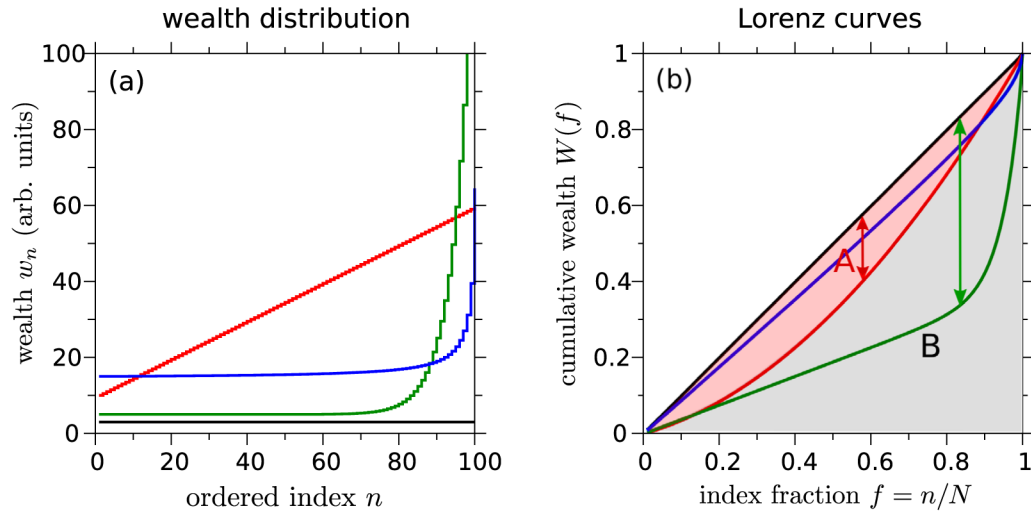 wealth distribution
(a)
wealth w_n (arb. units)
100
80
60
40
20
0
0 20 40 60 80 100
ordered index n
Lorenz curves
(b)
cumulative wealth W(f)
1
0.8
0.6
0.4
0.2
0
A
B
0 0.2 0.4 0.6 0.8 1
index fraction f = n/N